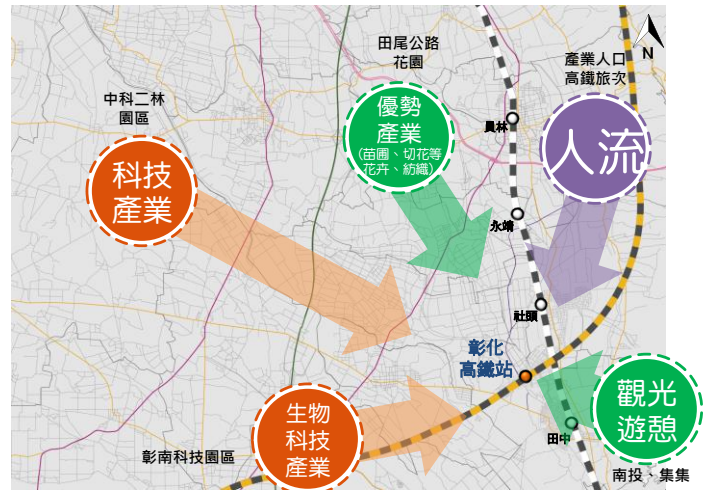 田尾公路
花園
產業人口
高鐵旅次
N
中科二林
園區
優勢
產業
(苗圃、切花等
花卉、紡織)
員林
人流
科技
產業
永靖
社頭
彰化
高鐵站
生物
科技
產業
觀光
遊憩
田中
彰南科技園區
南投、集集